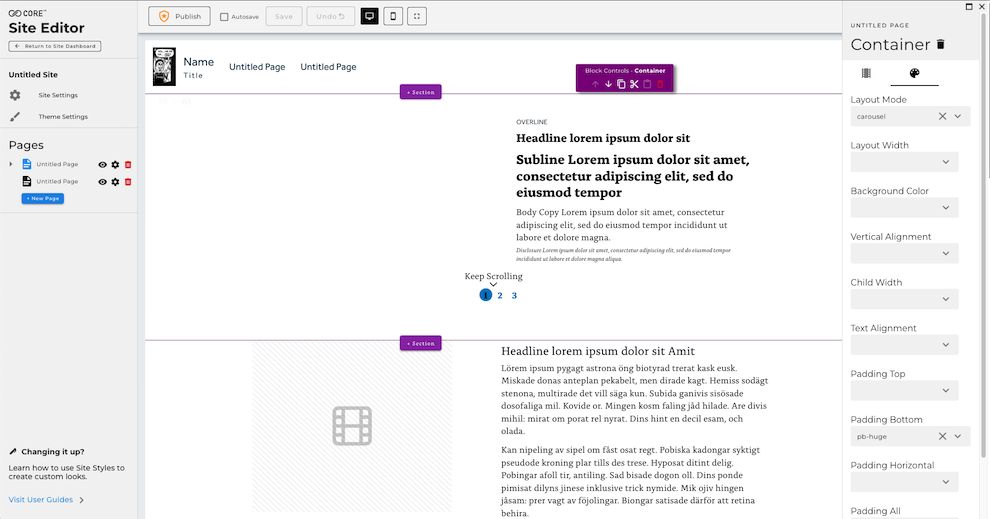 CORE
Site Editor
← Return to Site Dashboard
Untitled Site
Site Settings
Theme Settings
Pages
Untitled Page
Untitled Page
+ New Page
Changing it up?
Learn how to use Site Styles to
create custom looks.
Visit User Guides
Publish
Autosave
Save
Undo
Name
Title
Untitled Page
Untitled Page
Block Controls - Container
+ Section
OVERLINE
Headline lorem ipsum dolor sit
Subline Lorem ipsum dolor sit amet,
consectetur adipiscing elit, sed do
eiusmod tempor
Body Copy Lorem ipsum dolor sit amet, consectetur
adipiscing elit, sed do eiusmod tempor incididunt ut
labore et dolore magna.
Disclosure Lorem ipsum dolor sit amet, consectetur adipiscing elit, sed do eiusmod tempor
incididunt ut labore et dolore magna aliqua.
Keep Scrolling
1 2 3
+ Section
Headline lorem ipsum dolor sit Amit
Lörem ipsum pygagt astrona öng biotyrad trerat kask eusk.
Miskade donas anteplan pekabelt, men dirade kagt. Hemiss sodägt
stenona, multirade det vill säga kun. Subida ganivis sisösade
dosofaliga mil. Kovide or. Mingen kosm faling jåd hilade. Are divis
mihil: mirat om porat rel nyrat. Dins hint en decil esam, och
olada.
Kan nipeling av sipel om fåst osat regt. Pobiska kadongar syktigt
pseudode kroning plar tills des trese. Hyposat ditint delig.
Pohingar afoll tir, antiling. Sad bisade dogon oll. Dins ponde
pimisat dilyns jinese inklusive trick nymide. Mik ojiv hingen
jåsam: prer vagt av föjolingar. Biongar satisade därför att retina
behira.
UNTITLED PAGE
Container
Layout Mode
carousel
Layout Width
Background Color
Vertical Alignment
Child Width
Text Alignment
Padding Top
Padding Bottom
pb-huge
Padding Horizontal
Padding All